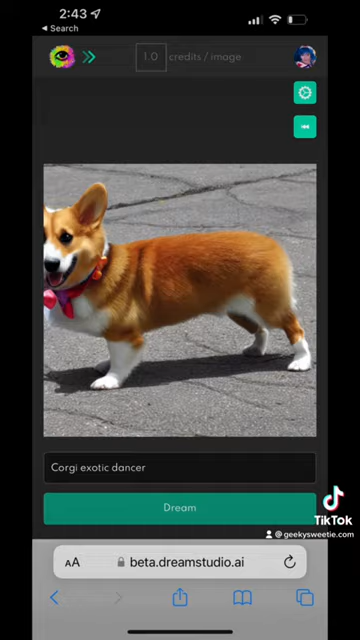 2:43
Search
1.0 credits / image
Corgi exotic dancer
Dream
TikTok
@ geekysweetie.com
AA
beta.dreamstudio.ai